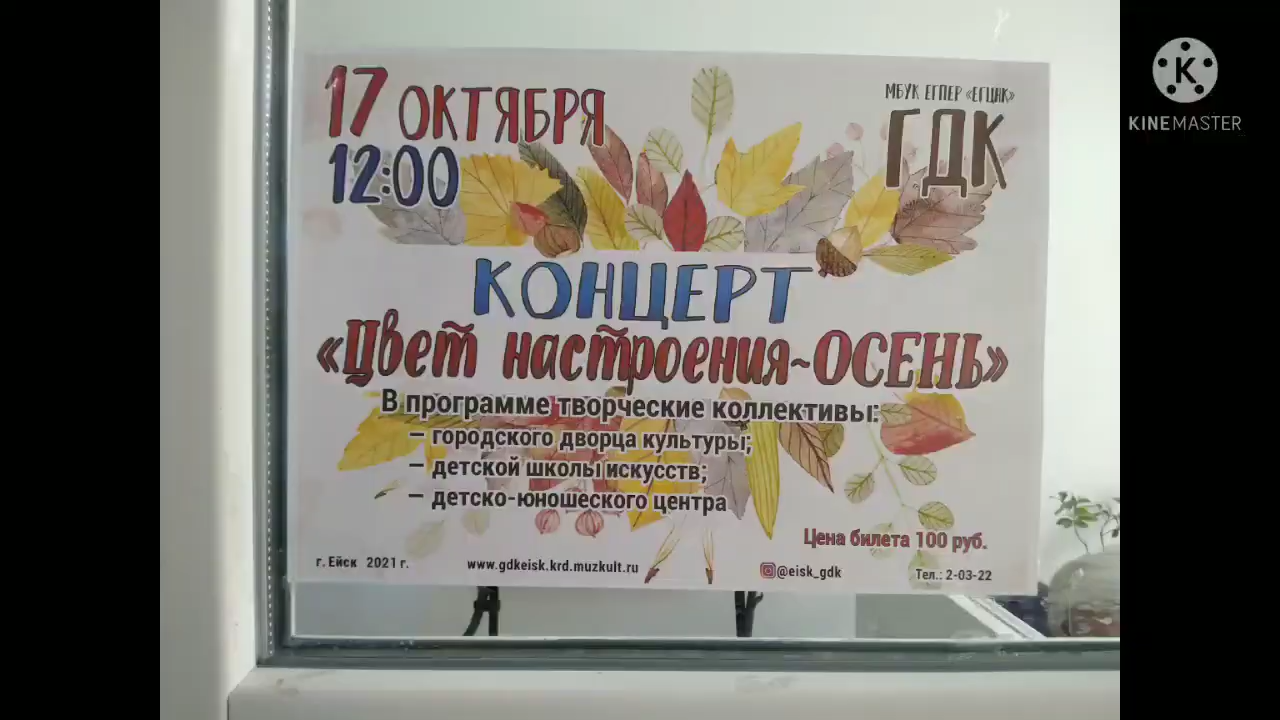 17 ОКТЯБРЯ
12:00
МБУК ЕГПЕР «ЕГЦНК»
ГДК
КОНЦЕРТ
«Цвет настроения~ОСЕНЬ»
В программе творческие коллективы:
– городского дворца культуры;
– детской школы искусств;
– детско-юношеского центра
Цена билета 100 руб.
г. Ейск 2021 г.
www.gdkeisk.krd.muzkult.ru
@eisk_gdk
Тел.: 2-03-22
KINEMASTER